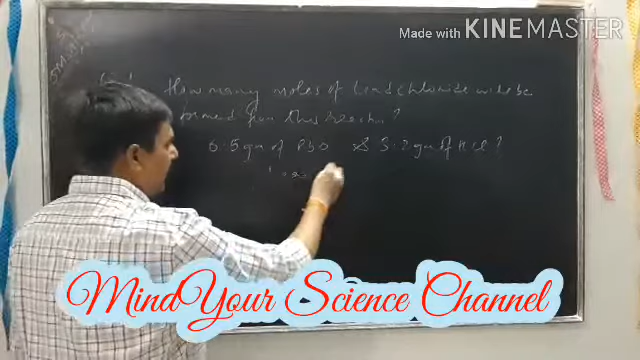 Made with KINEMASTER
How many moles of Lead chloride will be
formed from this reaction?
6.5 gm of PbO & 3.2 gm of HCl?
MindYour Science Channel